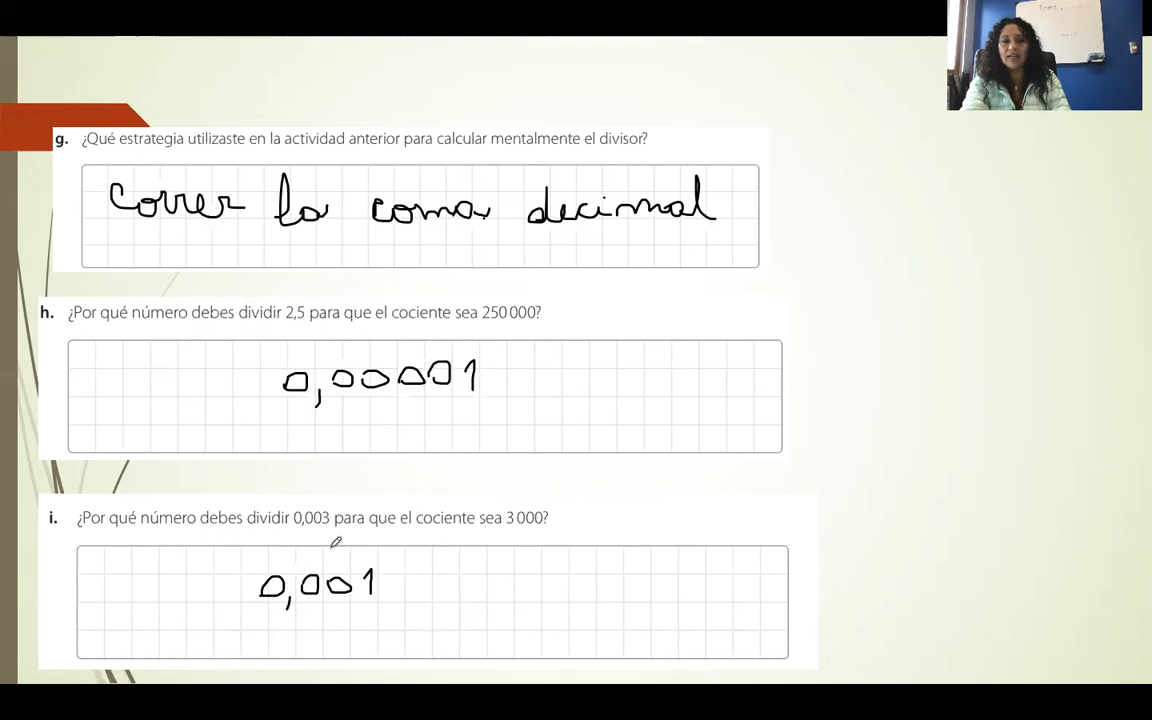 g. ¿Qué estrategia utilizaste en la actividad anterior para calcular mentalmente el divisor?
Correr la coma decimal
h. ¿Por qué número debes dividir 2,5 para que el cociente sea 250 000?
0,00001
i. ¿Por qué número debes dividir 0,003 para que el cociente sea 3 000?
0,001